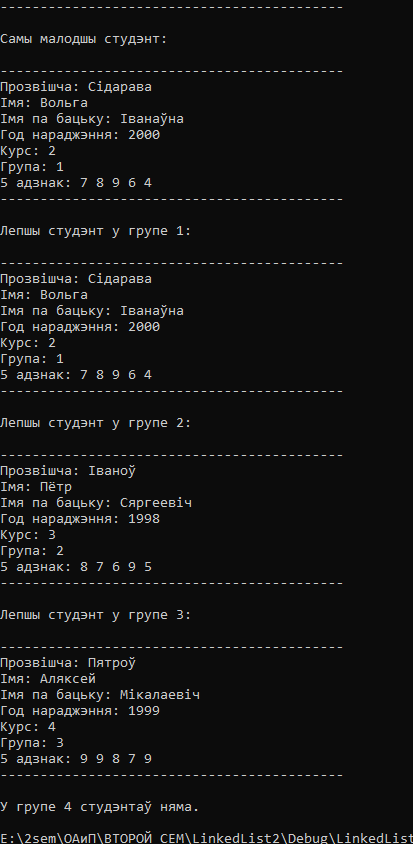 -------------------------------------------
Самы малодшы студэнт:
-------------------------------------------
Прозвішча: Сідарава
Імя: Вольга
Імя па бацьку: Іванаўна
Год нараджэння: 2000
Курс: 2
Група: 1
5 адзнак: 7 8 9 6 4
-------------------------------------------
Лепшы студэнт у групе 1:
-------------------------------------------
Прозвішча: Сідарава
Імя: Вольга
Імя па бацьку: Іванаўна
Год нараджэння: 2000
Курс: 2
Група: 1
5 адзнак: 7 8 9 6 4
-------------------------------------------
Лепшы студэнт у групе 2:
-------------------------------------------
Прозвішча: Іваноў
Імя: Пётр
Імя па бацьку: Сяргеевіч
Год нараджэння: 1998
Курс: 3
Група: 2
5 адзнак: 8 7 6 9 5
-------------------------------------------
Лепшы студэнт у групе 3:
-------------------------------------------
Прозвішча: Пятроў
Імя: Аляксей
Імя па бацьку: Мікалаевіч
Год нараджэння: 1999
Курс: 4
Група: 3
5 адзнак: 9 9 8 7 9
-------------------------------------------
У групе 4 студэнтаў няма.
E:\2sem\ОАиП\ВТОРОЙ СЕМ\LinkedList2\Debug\LinkedList